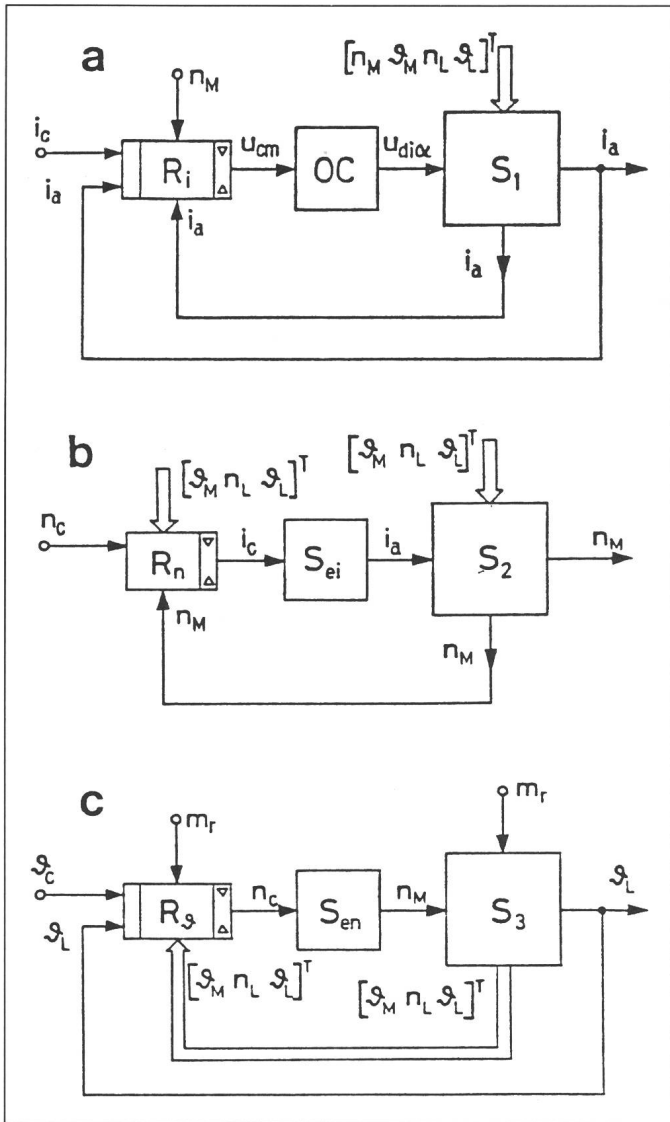 a
n_M
[n_M ϑ_M n_L ϑ_L]^T
i_c
i_a
R_i
u_cm
OC
u_diα
S_1
i_a
i_a
i_a
b
[ϑ_M n_L ϑ_L]^T
[ϑ_M n_L ϑ_L]^T
n_c
R_n
i_c
S_ei
i_a
S_2
n_M
n_M
n_M
c
m_r
m_r
ϑ_C
ϑ_L
R_ϑ
n_c
S_en
n_M
S_3
ϑ_L
[ϑ_M n_L ϑ_L]^T
[ϑ_M n_L ϑ_L]^T